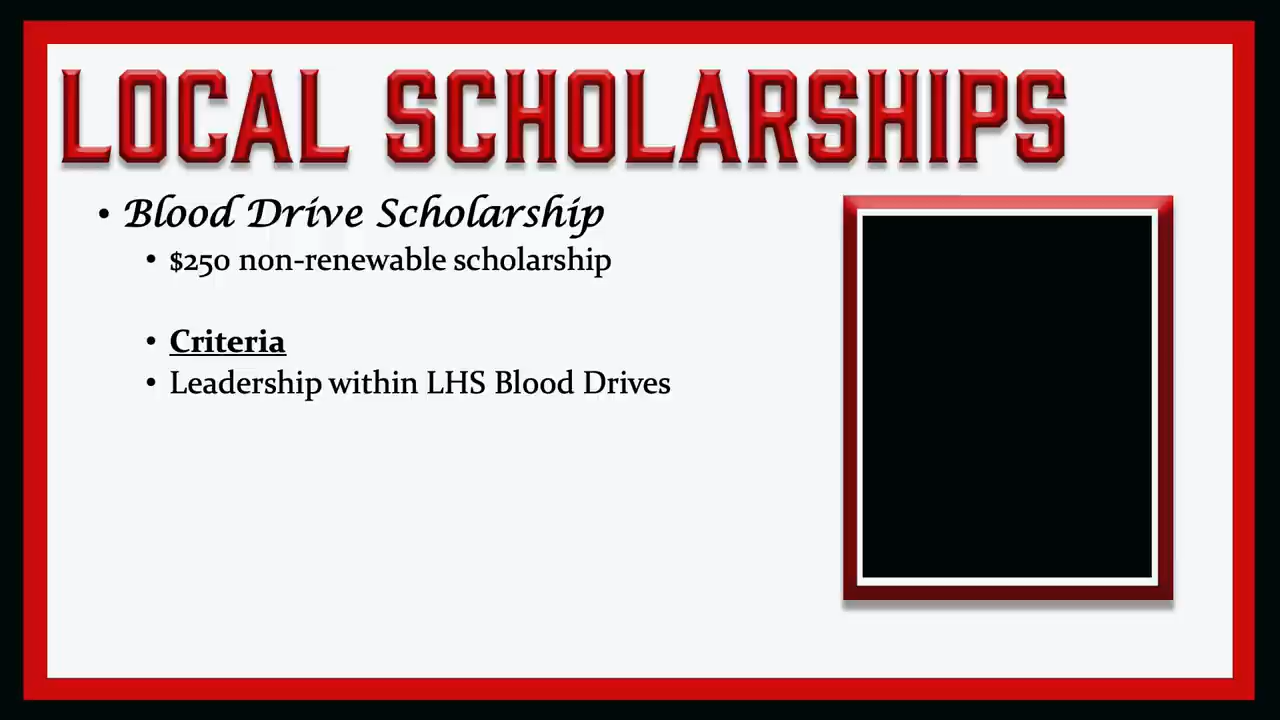 LOCAL SCHOLARSHIPS
• Blood Drive Scholarship
• $250 non-renewable scholarship
• Criteria
• Leadership within LHS Blood Drives